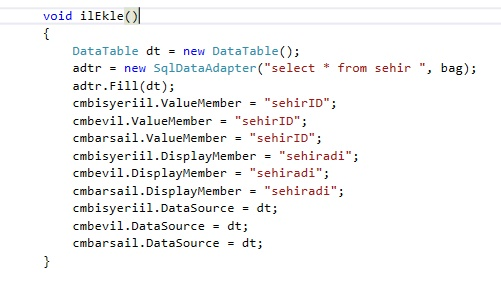 void ilEkle()
{
DataTable dt = new DataTable();
adtr = new SqlDataAdapter("select * from sehir ", bag);
adtr.Fill(dt);
cmbisyeriil.ValueMember = "sehirID";
cmbevil.ValueMember = "sehirID";
cmbarsail.ValueMember = "sehirID";
cmbisyeriil.DisplayMember = "sehiradi";
cmbevil.DisplayMember = "sehiradi";
cmbarsail.DisplayMember = "sehiradi";
cmbisyeriil.DataSource = dt;
cmbevil.DataSource = dt;
cmbarsail.DataSource = dt;
}